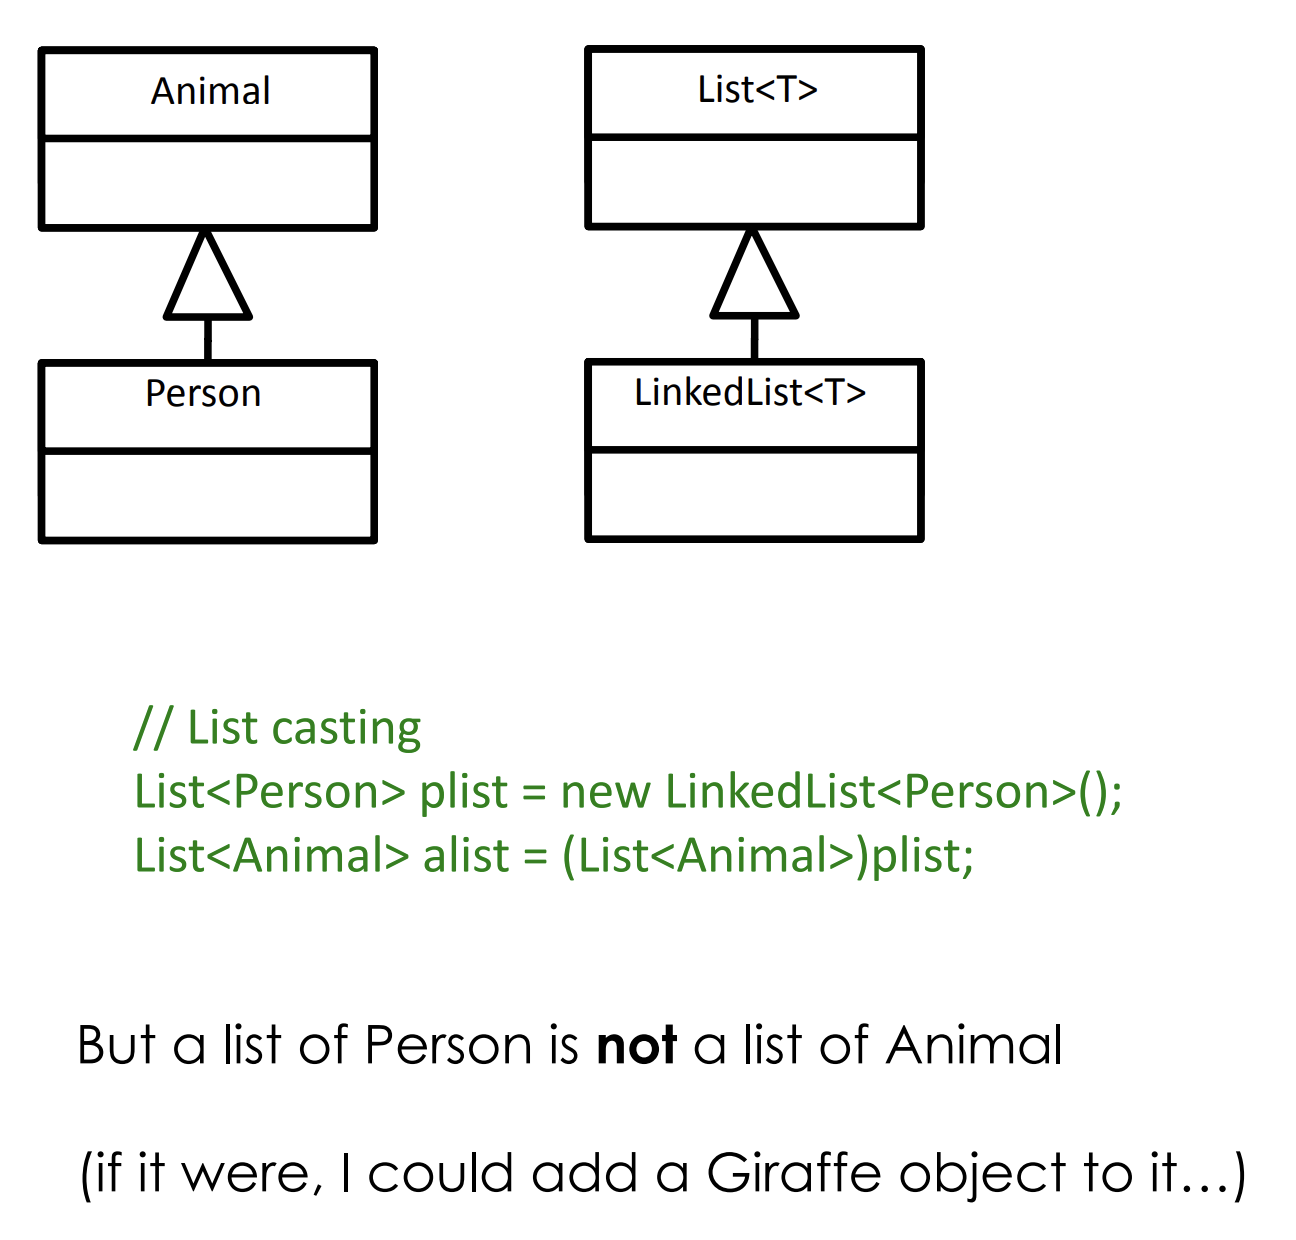 Animal
List<T>
Person
LinkedList<T>
// List casting
List<Person> plist = new LinkedList<Person>();
List<Animal> alist = (List<Animal>)plist;
But a list of Person is not a list of Animal
(if it were, I could add a Giraffe object to it…)